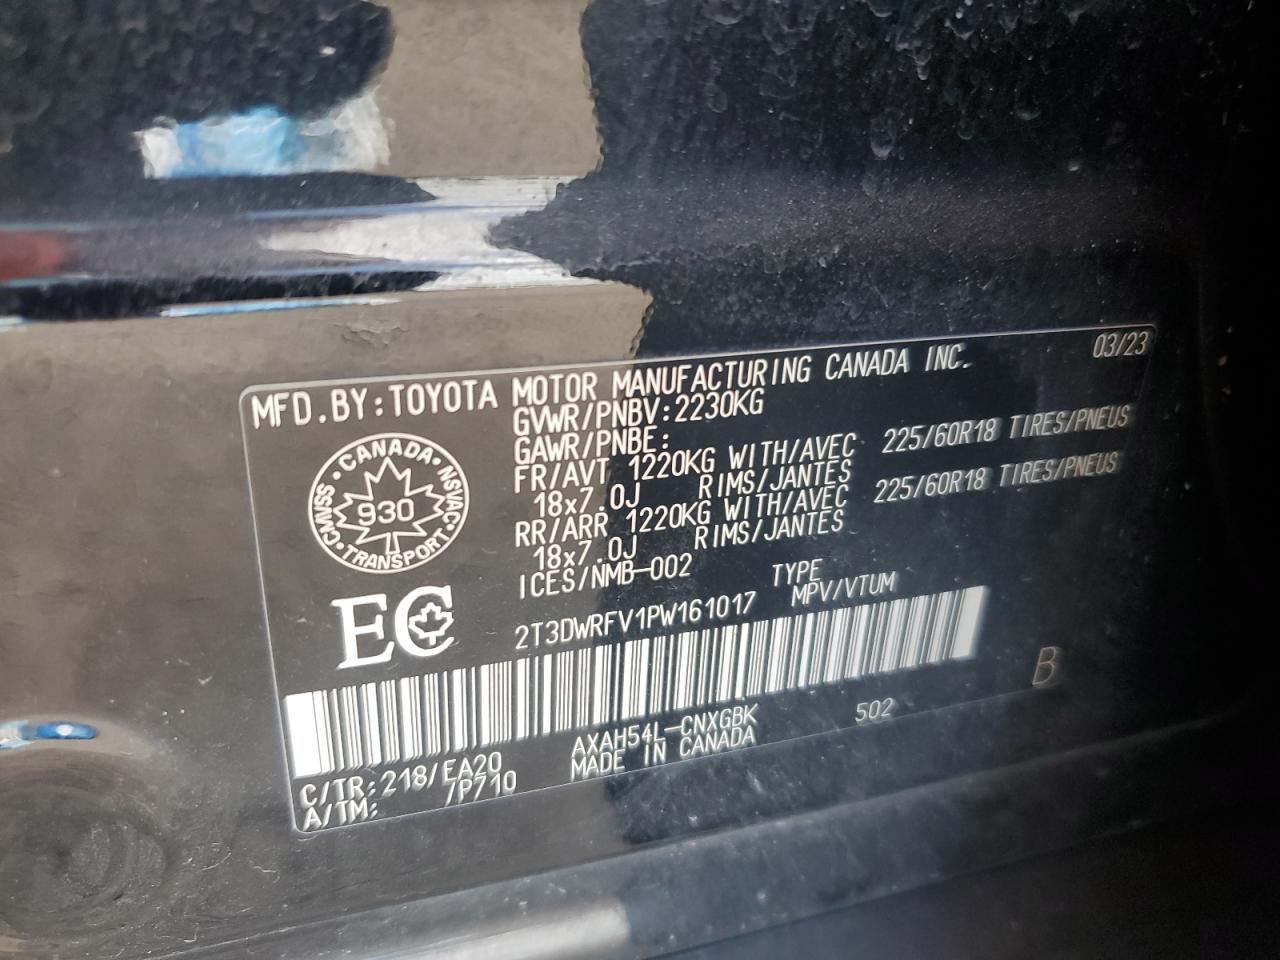 MFD.BY:TOYOTA MOTOR MANUFACTURING CANADA INC. 03/23
GVWR/PNBV:2230KG
GAWR/PNBE:
FR/AVT 1220KG WITH/AVEC 225/60R18 TIRES/PNEUS
18x7.0J RIMS/JANTES
RR/ARR 1220KG WITH/AVEC 225/60R18 TIRES/PNEUS
18x7.0J RIMS/JANTES
ICES/NMB-002
CANADA
NSVAC
TRANSPORT
CMVSS
930
EC
2T3DWRFV1PW161017 TYPE MPV/VTUM
B
C/TR:218/EA20 AXAH54L-CNXGBK 502
A/TM: /P710 MADE IN CANADA